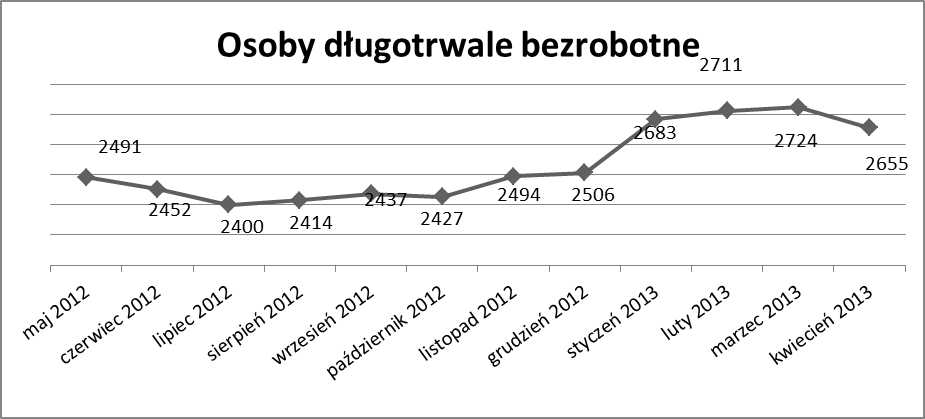 Osoby długotrwale bezrobotne
2491
2452
2400
2414
2437
2427
2494
2506
2683
2711
2724
2655
maj 2012
czerwiec 2012
lipiec 2012
sierpień 2012
wrzesień 2012
październik 2012
listopad 2012
grudzień 2012
styczeń 2013
luty 2013
marzec 2013
kwiecień 2013